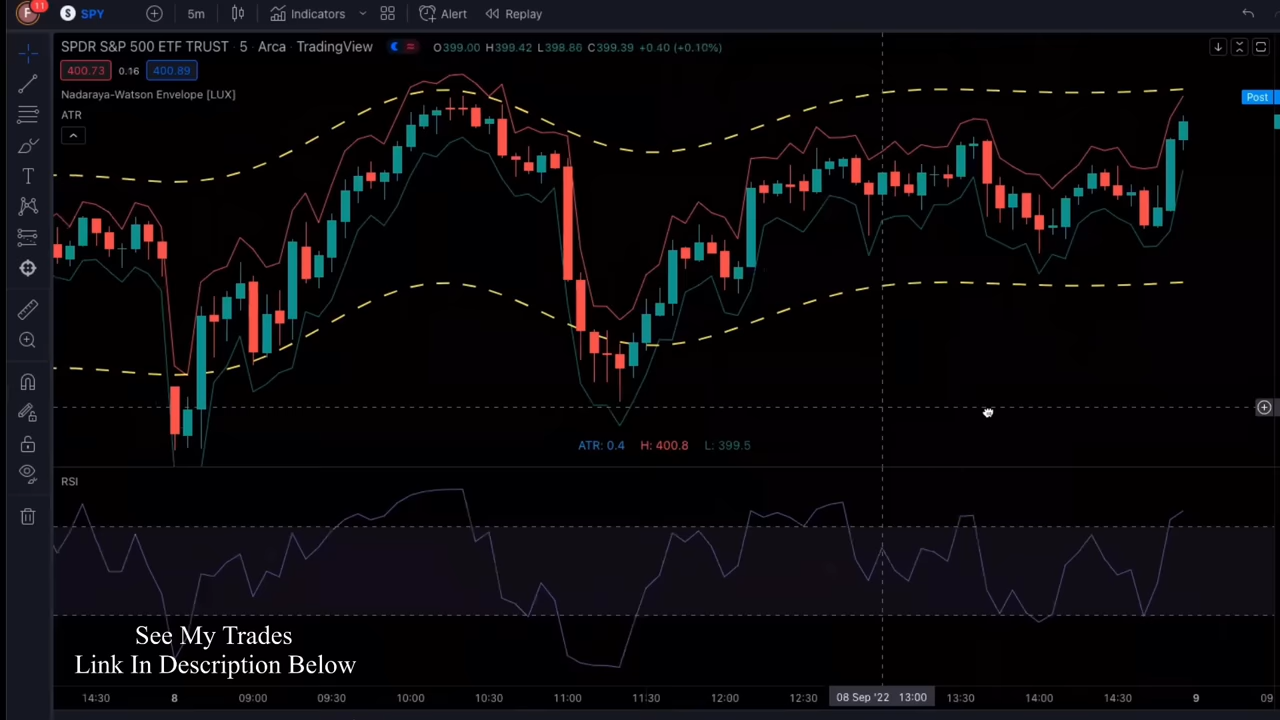 F 11 $ SPY 5m Indicators Alert Replay
SPDR S&P 500 ETF TRUST · 5 · Arca · TradingView O399.00 H399.42 L398.86 C399.39 +0.40 (+0.10%)
400.73 0.16 400.89
Nadaraya-Watson Envelope [LUX]
Post
ATR
ATR: 0.4 H: 400.8 L: 399.5
RSI
See My Trades
Link In Description Below
14:30 8 09:00 09:30 10:00 10:30 11:00 11:30 12:00 12:30 08 Sep '22 13:00 13:30 14:00 14:30 9 09